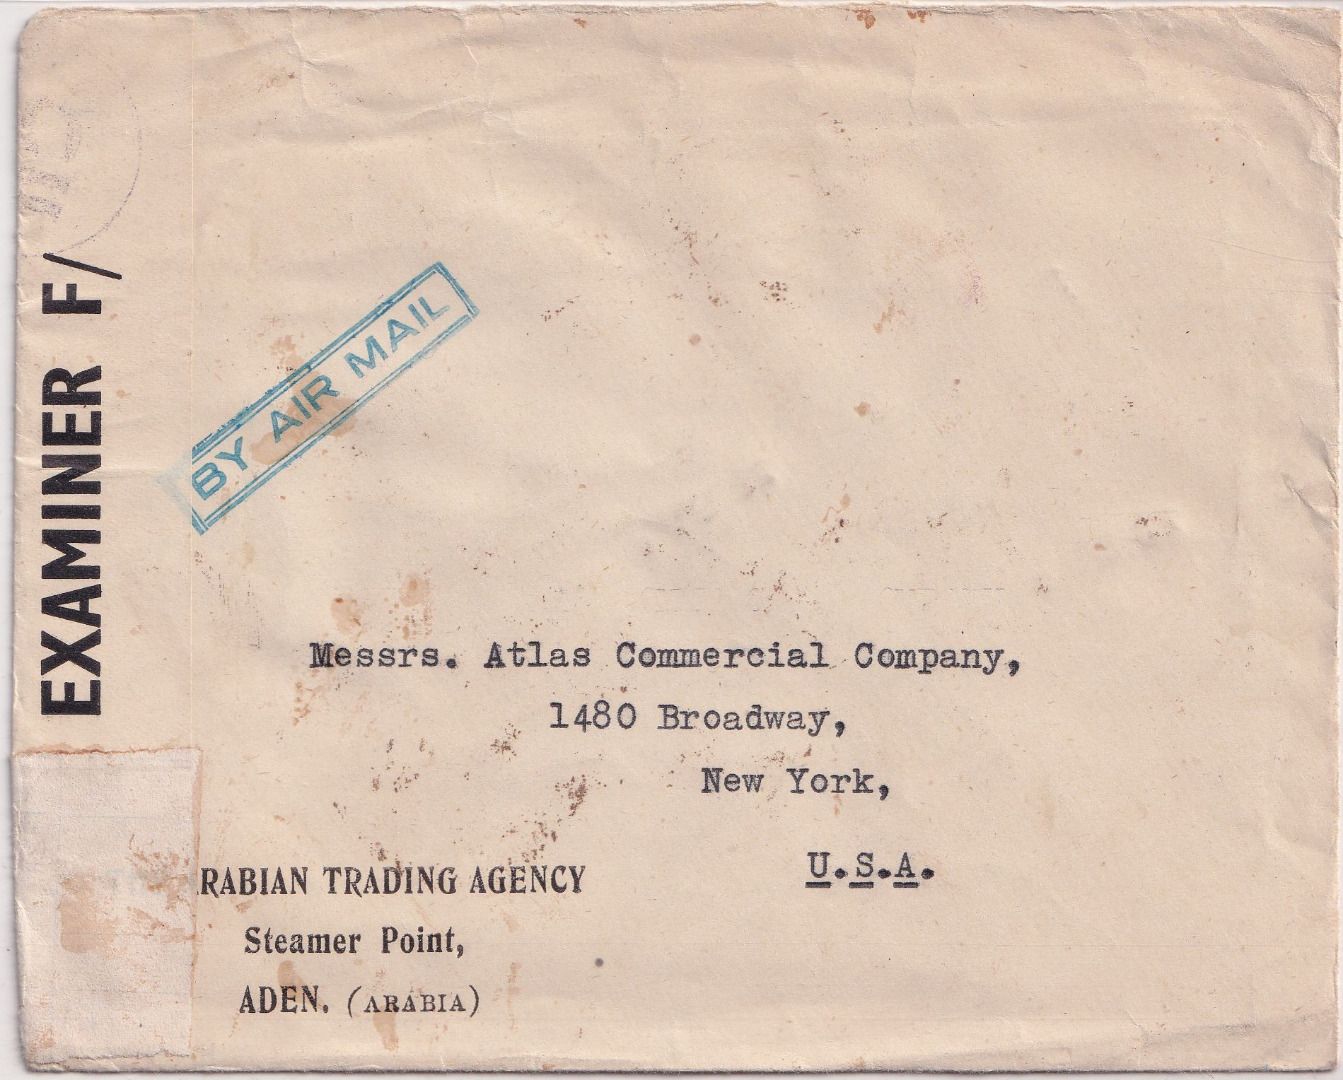 EXAMINER F/
BY AIR MAIL
Messrs. Atlas Commercial Company,
1480 Broadway,
New York,
U.S.A.
RABIAN TRADING AGENCY
Steamer Point,
ADEN. (ARABIA)